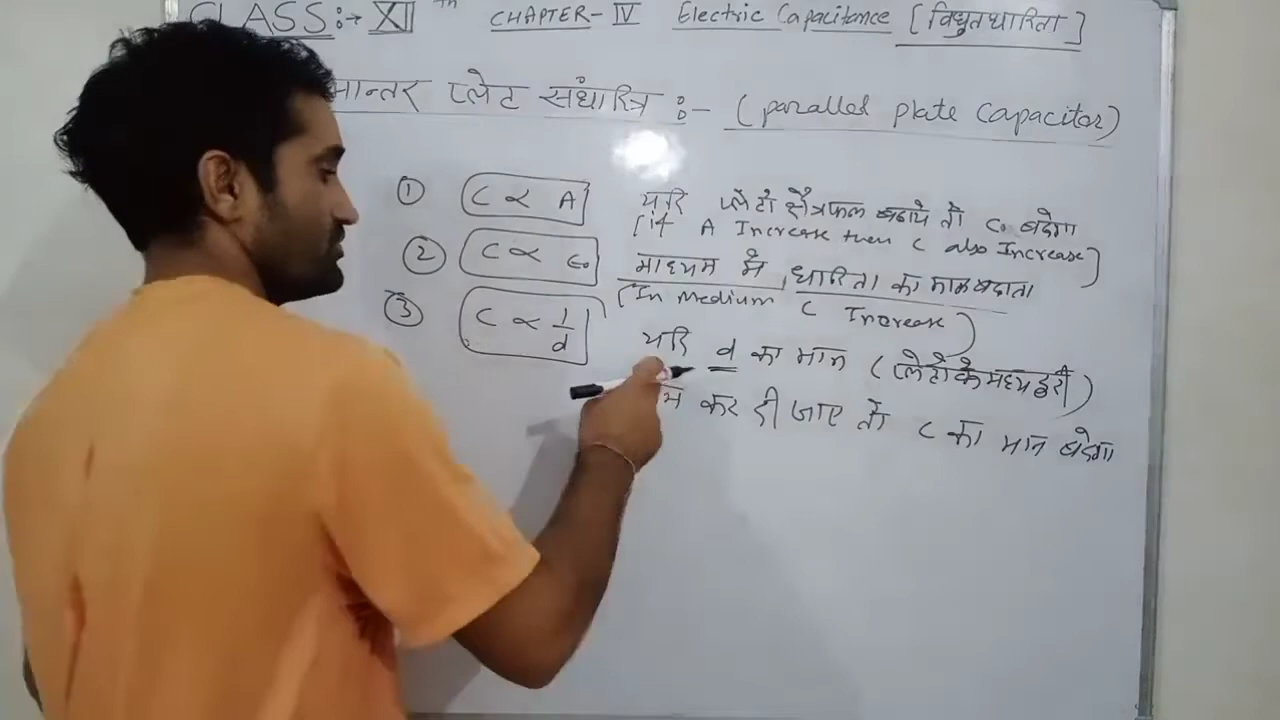 CLASS:→ XII th CHAPTER- IV Electric Capacitance [विधुतधारिता]
मान्तर प्लेट संधारित्र :- (parallel plate Capacitor)
① C ∝ A यदि प्लेटो क्षैत्रफल बढाये तो C. बढेगा
(if A Increase then C also Increase)
② C ∝ ϵ₀ माध्यम में, धारिता का मान बढाता
(In Medium C Increase)
③ C ∝ 1/d यदि d का मान (प्लेटो के मध्य दुरी)
म कर दी जाए तो C का मान बढेगा